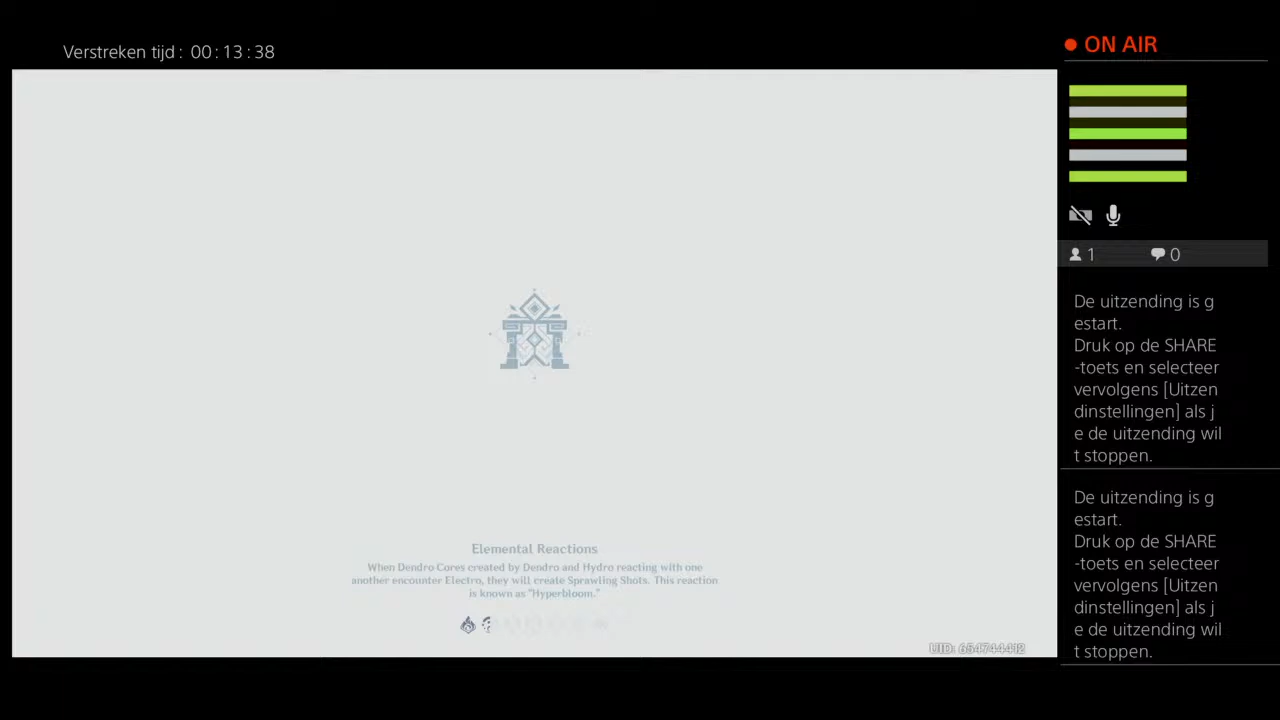 Verstreken tijd : 00:13:38
ON AIR
1 0
De uitzending is g
estart.
Druk op de SHARE
-toets en selecteer
vervolgens [Uitzen
dinstellingen] als j
e de uitzending wil
t stoppen.
De uitzending is g
estart.
Druk op de SHARE
-toets en selecteer
vervolgens [Uitzen
dinstellingen] als j
e de uitzending wil
t stoppen.
Elemental Reactions
When Dendro Cores created by Dendro and Hydro reacting with one
another encounter Electro, they will create Sprawling Shots. This reaction
is known as "Hyperbloom."
UID: 654744412